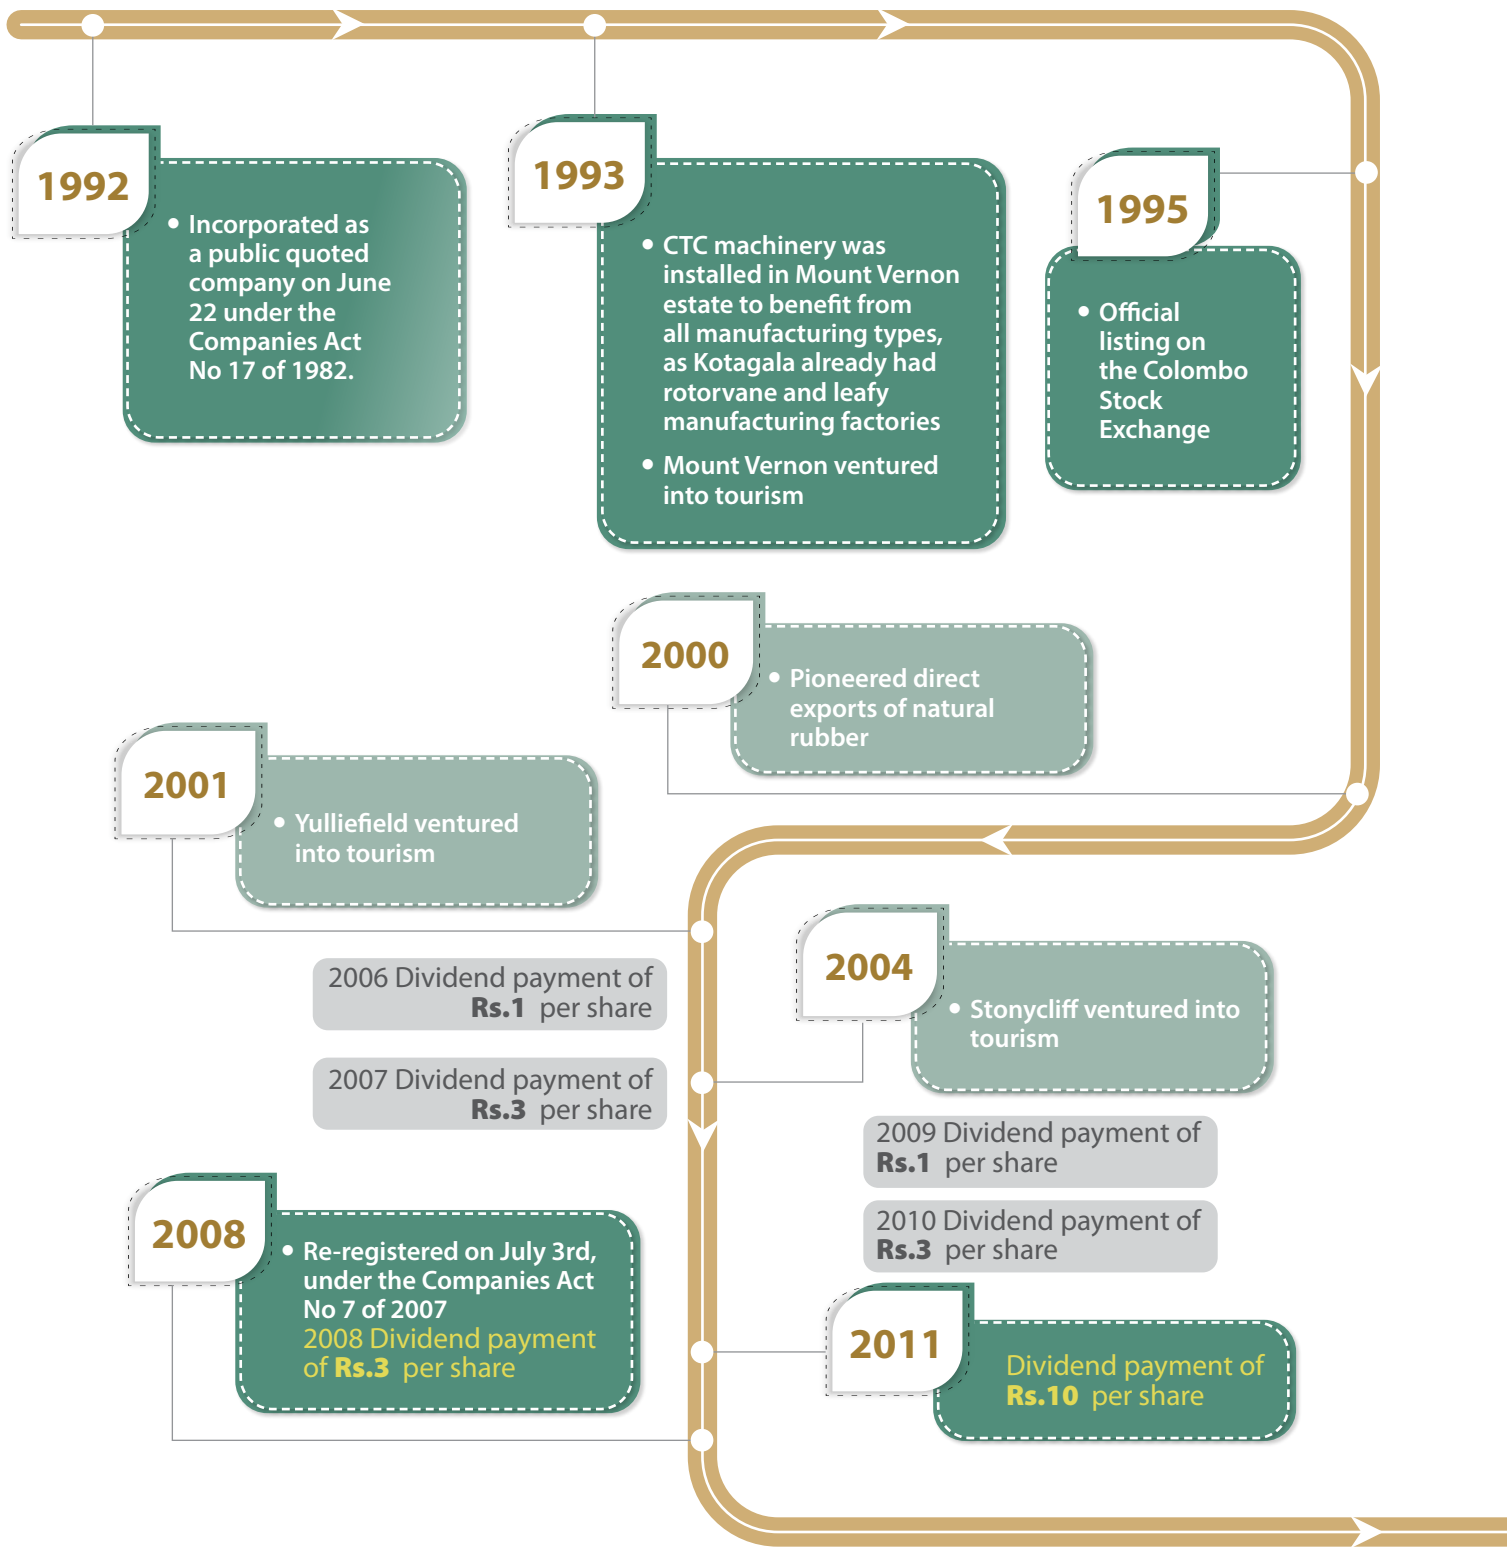 1992
• Incorporated as
a public quoted
company on June
22 under the
Companies Act
No 17 of 1982.
1993
• CTC machinery was
installed in Mount Vernon
estate to benefit from
all manufacturing types,
as Kotagala already had
rotorvane and leafy
manufacturing factories
• Mount Vernon ventured
into tourism
1995
• Official
listing on
the Colombo
Stock
Exchange
2000
• Pioneered direct
exports of natural
rubber
2001
• Yulliefield ventured
into tourism
2004
• Stonycliff ventured into
tourism
2006 Dividend payment of
Rs.1 per share
2007 Dividend payment of
Rs.3 per share
2008
• Re-registered on July 3rd,
under the Companies Act
No 7 of 2007
2008 Dividend payment
of Rs.3 per share
2009 Dividend payment of
Rs.1 per share
2010 Dividend payment of
Rs.3 per share
2011
Dividend payment of
Rs.10 per share